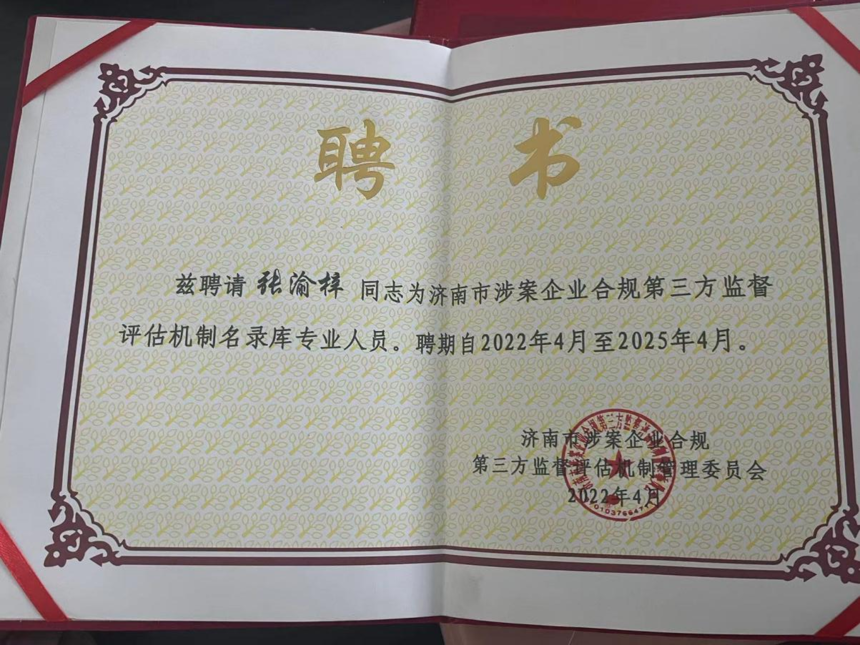 聘 书
兹聘请 张渝梓 同志为济南市涉案企业合规第三方监督
评估机制名录库专业人员。聘期自2022年4月至2025年4月。
济南市涉案企业合规
第三方监督评估机制管理委员会
2022年4月